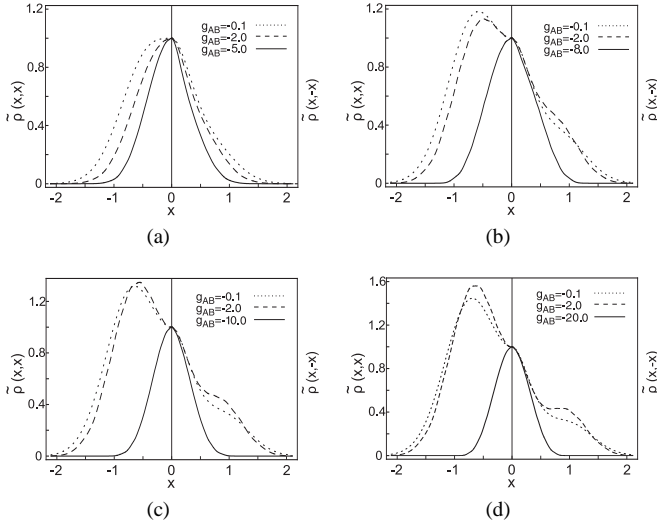 g_AB=-0.1
g_AB=-2.0
g_AB=-5.0
1.2
0.8
0.4
0
ρ̃ (x,x)
ρ̃ (x,-x)
-2 -1 0 1 2
x
(a)
g_AB=-0.1
g_AB=-2.0
g_AB=-8.0
1.2
0.8
0.4
0
ρ̃ (x,x)
ρ̃ (x,-x)
-2 -1 0 1 2
x
(b)
g_AB=-0.1
g_AB=-2.0
g_AB=-10.0
1.2
0.8
0.4
0
ρ̃ (x,x)
ρ̃ (x,-x)
-2 -1 0 1 2
x
(c)
g_AB=-0.1
g_AB=-2.0
g_AB=-20.0
1.6
1.2
0.8
0.4
0
ρ̃ (x,x)
ρ̃ (x,-x)
-2 -1 0 1 2
x
(d)